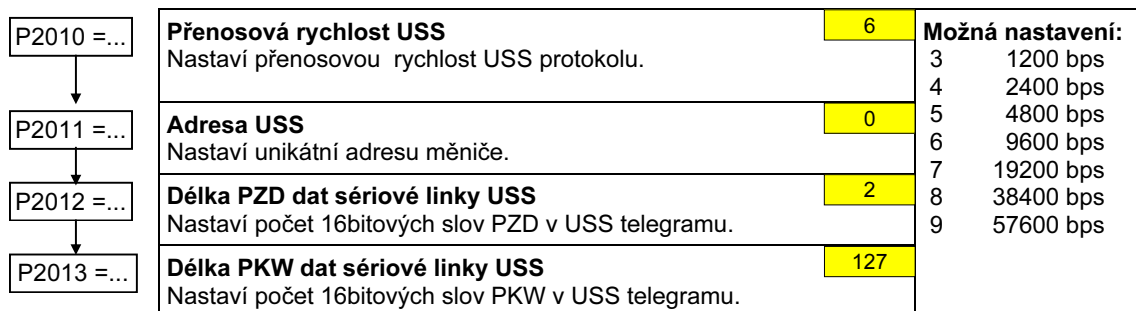 P2010 =...
Přenosová rychlost USS
6
Nastaví přenosovou rychlost USS protokolu.
P2011 =...
Adresa USS
0
Nastaví unikátní adresu měniče.
P2012 =...
Délka PZD dat sériové linky USS
2
Nastaví počet 16bitových slov PZD v USS telegramu.
P2013 =...
Délka PKW dat sériové linky USS
127
Nastaví počet 16bitových slov PKW v USS telegramu.
Možná nastavení:
3 1200 bps
4 2400 bps
5 4800 bps
6 9600 bps
7 19200 bps
8 38400 bps
9 57600 bps